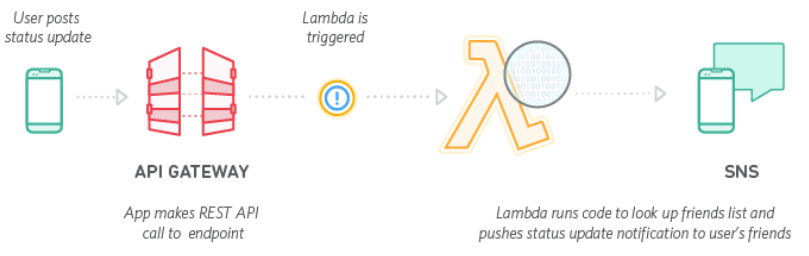 User posts
status update
Lambda is
triggered
API GATEWAY
SNS
App makes REST API
call to endpoint
Lambda runs code to look up friends list and
pushes status update notification to user's friends